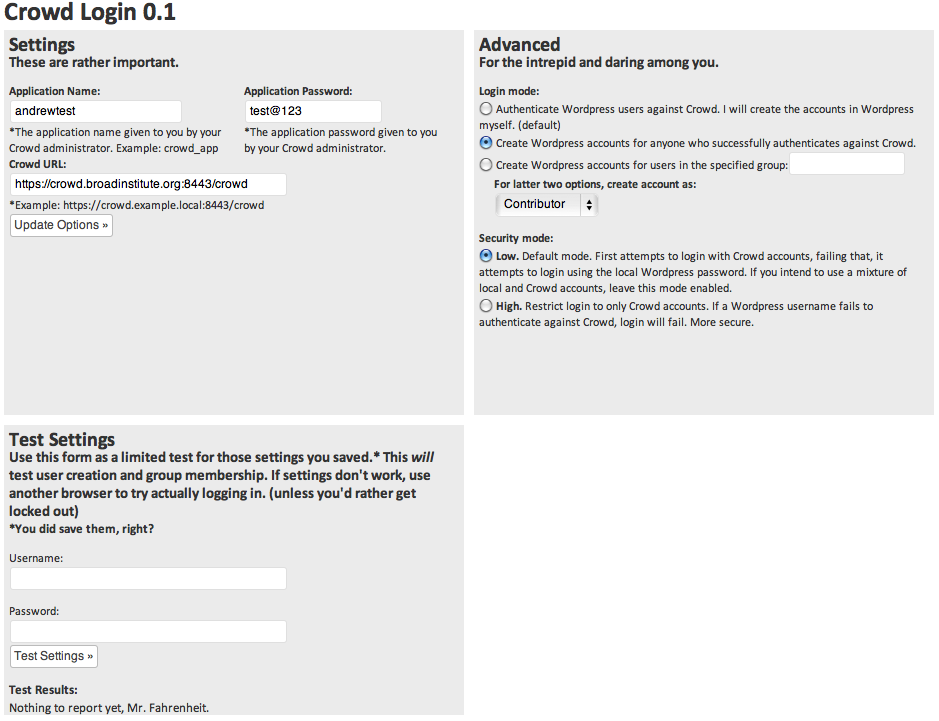 Crowd Login 0.1
Settings
These are rather important.
Application Name:
andrewtest
*The application name given to you by your
Crowd administrator. Example: crowd_app
Application Password:
test@123
*The application password given to you
by your Crowd administrator.
Crowd URL:
https://crowd.broadinstitute.org:8443/crowd
*Example: https://crowd.example.local:8443/crowd
Update Options »
Advanced
For the intrepid and daring among you.
Login mode:
Authenticate Wordpress users against Crowd. I will create the accounts in Wordpress
myself. (default)
Create Wordpress accounts for anyone who successfully authenticates against Crowd.
Create Wordpress accounts for users in the specified group:
For latter two options, create account as:
Contributor
Security mode:
Low. Default mode. First attempts to login with Crowd accounts, failing that, it
attempts to login using the local Wordpress password. If you intend to use a mixture of
local and Crowd accounts, leave this mode enabled.
High. Restrict login to only Crowd accounts. If a Wordpress username fails to
authenticate against Crowd, login will fail. More secure.
Test Settings
Use this form as a limited test for those settings you saved.* This will
test user creation and group membership. If settings don't work, use
another browser to try actually logging in. (unless you'd rather get
locked out)
*You did save them, right?
Username:
Password:
Test Settings »
Test Results:
Nothing to report yet, Mr. Fahrenheit.